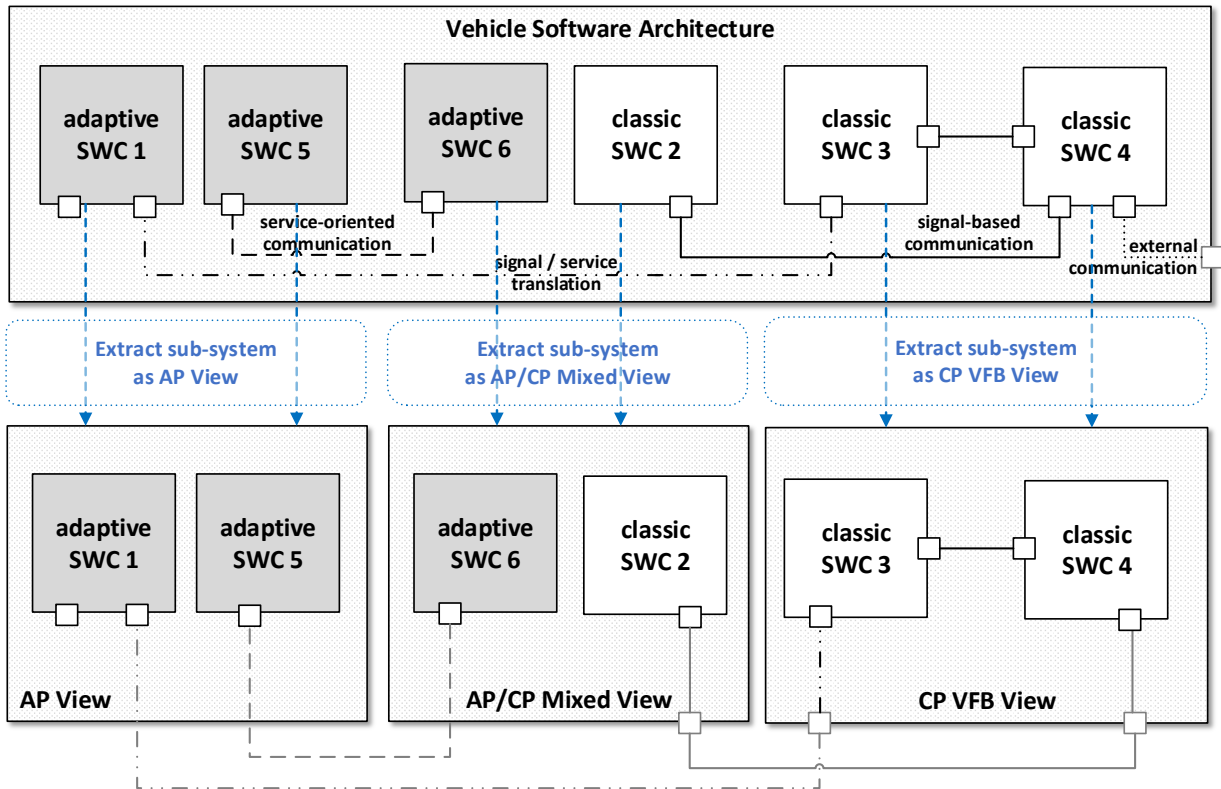 Vehicle Software Architecture
adaptive
SWC 1
adaptive
SWC 5
adaptive
SWC 6
classic
SWC 2
classic
SWC 3
classic
SWC 4
service-oriented
communication
signal / service
translation
signal-based
communication
external
communication
Extract sub-system
as AP View
Extract sub-system
as AP/CP Mixed View
Extract sub-system
as CP VFB View
adaptive
SWC 1
adaptive
SWC 5
adaptive
SWC 6
classic
SWC 2
classic
SWC 3
classic
SWC 4
AP View
AP/CP Mixed View
CP VFB View